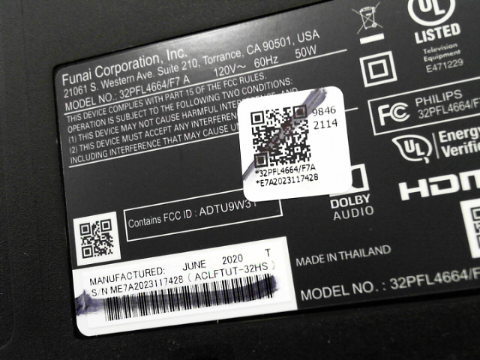 Funai Corporation, Inc.
21061 S. Western Ave. Suite 210, Torrance, CA 90501, USA
MODEL NO. : 32PFL4664/F7 A 120V~ 60Hz 50W
THIS DEVICE COMPLIES WITH PART 15 OF THE FCC RULES.
OPERATION IS SUBJECT TO THE FOLLOWING TWO CONDITIONS:
(1) THIS DEVICE MAY NOT CAUSE HARMFUL INTERFERENCE, AND
(2) THIS DEVICE MUST ACCEPT ANY INTERFERENCE
INCLUDING INTERFERENCE THAT MAY
UL
LISTED
Television
Equipment
E471229
FC
PHILIPS
32PFL4664/F
UL
Energy
Verifie
9846
2114
*32PFL4664/F7A
*E7A2023117428
DOLBY
AUDIO
HDM
Contains FCC ID : ADTU9W31
MANUFACTURED: JUNE 2020 T
S/N ME7A2023117428 ( ACLFTUT-32HS )
MADE IN THAILAND
MODEL NO. : 32PFL4664/F